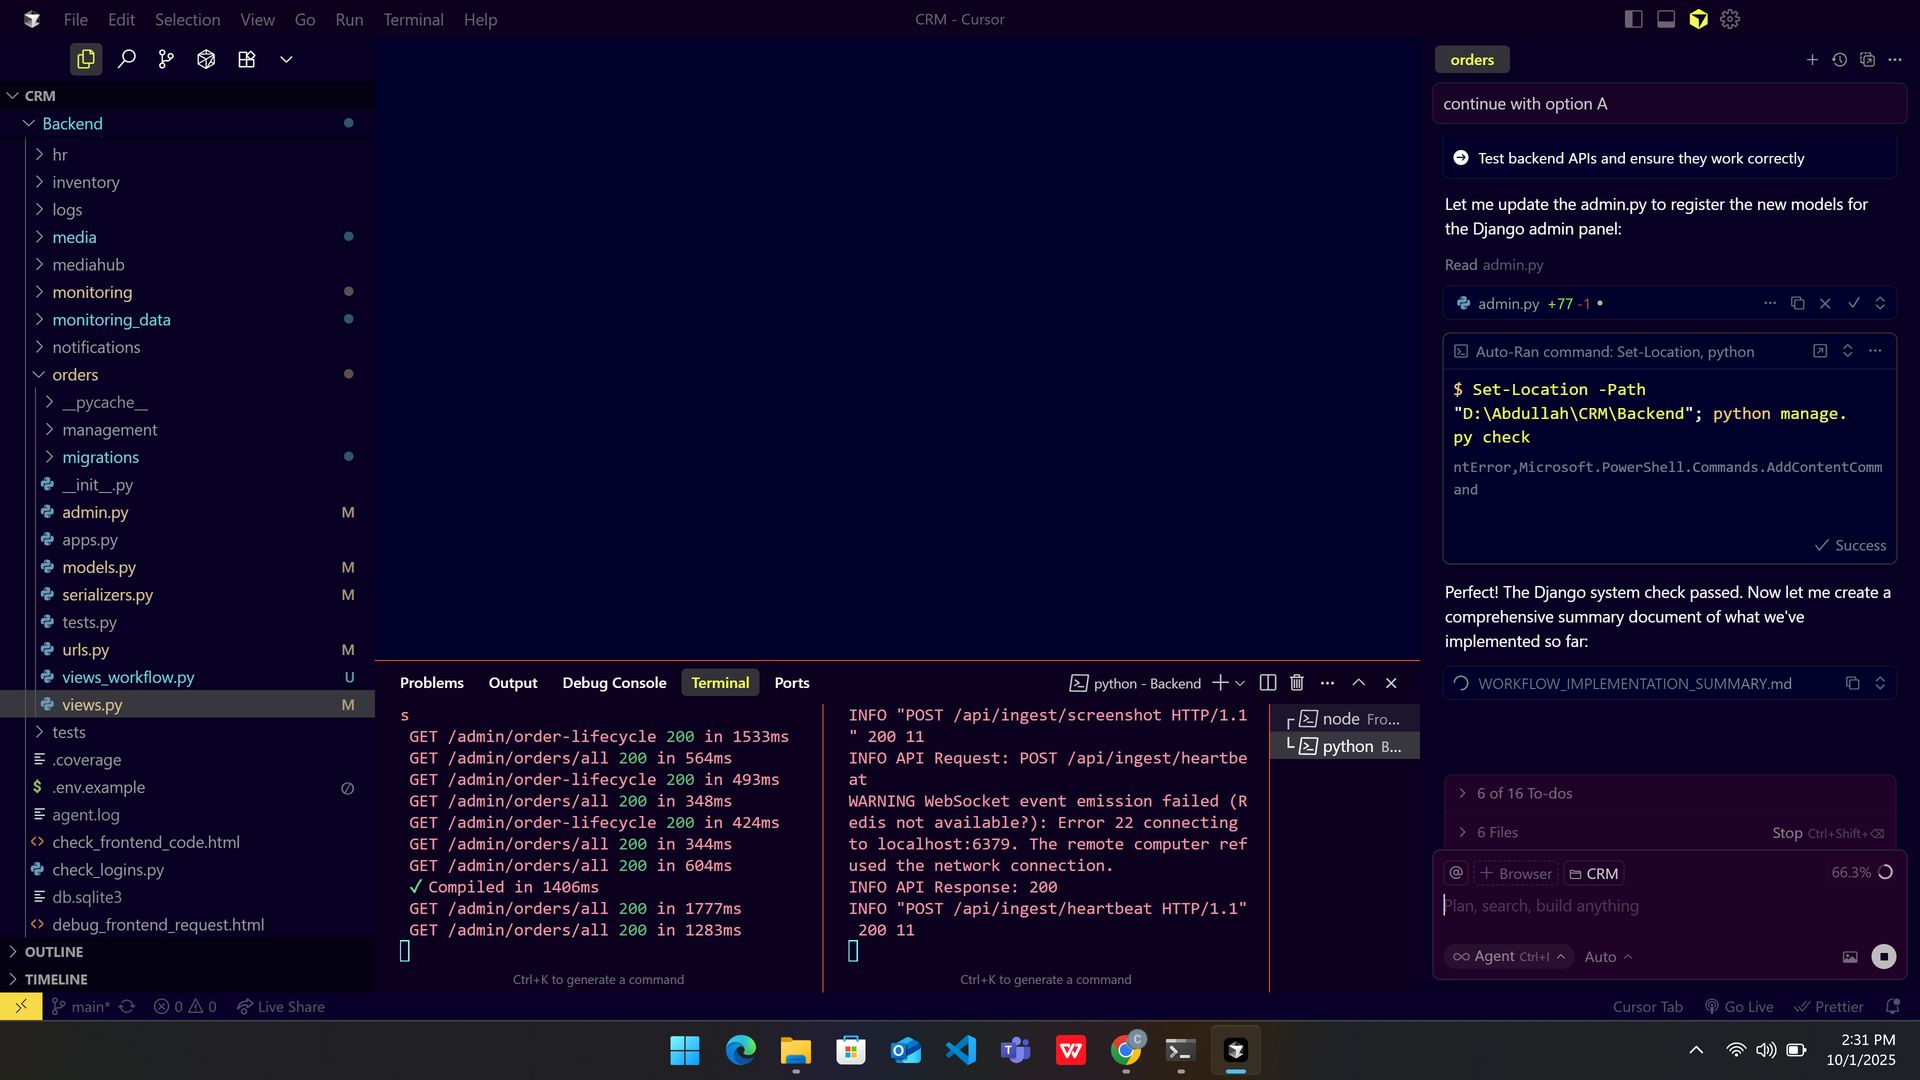 File Edit Selection View Go Run Terminal Help
CRM - Cursor
CRM
Backend
hr
inventory
logs
media
mediahub
monitoring
monitoring_data
notifications
orders
__pycache__
management
migrations
__init__.py
admin.py M
apps.py
models.py M
serializers.py M
tests.py
urls.py M
views_workflow.py U
views.py M
tests
.coverage
$ .env.example
agent.log
check_frontend_code.html
check_logins.py
db.sqlite3
debug_frontend_request.html
OUTLINE
TIMELINE
Problems Output Debug Console Terminal Ports
python - Backend
s
GET /admin/order-lifecycle 200 in 1533ms
GET /admin/orders/all 200 in 564ms
GET /admin/order-lifecycle 200 in 493ms
GET /admin/orders/all 200 in 348ms
GET /admin/order-lifecycle 200 in 424ms
GET /admin/orders/all 200 in 344ms
GET /admin/orders/all 200 in 604ms
✓ Compiled in 1406ms
GET /admin/orders/all 200 in 1777ms
GET /admin/orders/all 200 in 1283ms
Ctrl+K to generate a command
INFO "POST /api/ingest/screenshot HTTP/1.1
" 200 11
INFO API Request: POST /api/ingest/heartbe
at
WARNING WebSocket event emission failed (R
edis not available?): Error 22 connecting
to localhost:6379. The remote computer ref
used the network connection.
INFO API Response: 200
INFO "POST /api/ingest/heartbeat HTTP/1.1"
200 11
Ctrl+K to generate a command
node Fro...
python B...
orders
continue with option A
Test backend APIs and ensure they work correctly
Let me update the admin.py to register the new models for
the Django admin panel:
Read admin.py
admin.py +77 -1
Auto-Ran command: Set-Location, python
$ Set-Location -Path
"D:\Abdullah\CRM\Backend"; python manage.
py check
ntError,Microsoft.PowerShell.Commands.AddContentComm
and
Success
Perfect! The Django system check passed. Now let me create a
comprehensive summary document of what we've
implemented so far:
WORKFLOW_IMPLEMENTATION_SUMMARY.md
6 of 16 To-dos
6 Files Stop Ctrl+Shift+⌫
@ + Browser CRM 66.3%
Plan, search, build anything
Agent Ctrl+I Auto
main* 0 0 Live Share
Cursor Tab Go Live Prettier
2:31 PM
10/1/2025